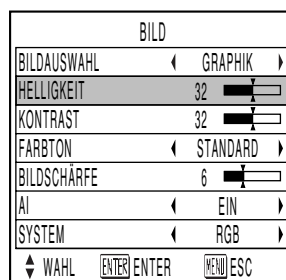 BILD
BILDAUSWAHL GRAPHIK
HELLIGKEIT 32
KONTRAST 32
FARBTON STANDARD
BILDSCHÄRFE 6
AI EIN
SYSTEM RGB
WAHL ENTER ENTER MENU ESC